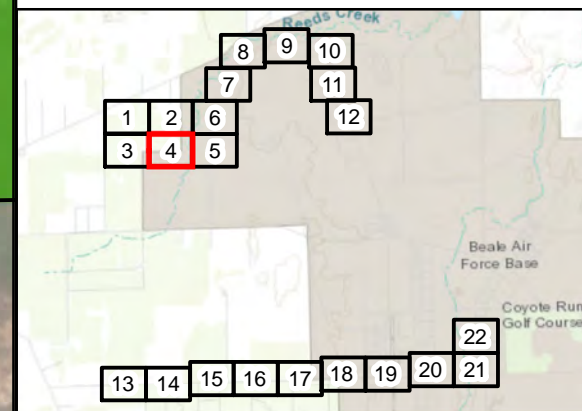 Reeds Creek
8 9 10
7 11
1 2 6 12
3 4 5
Beale Air
Force Base
Coyote Run
Golf Course
22
13 14 15 16 17 18 19 20 21